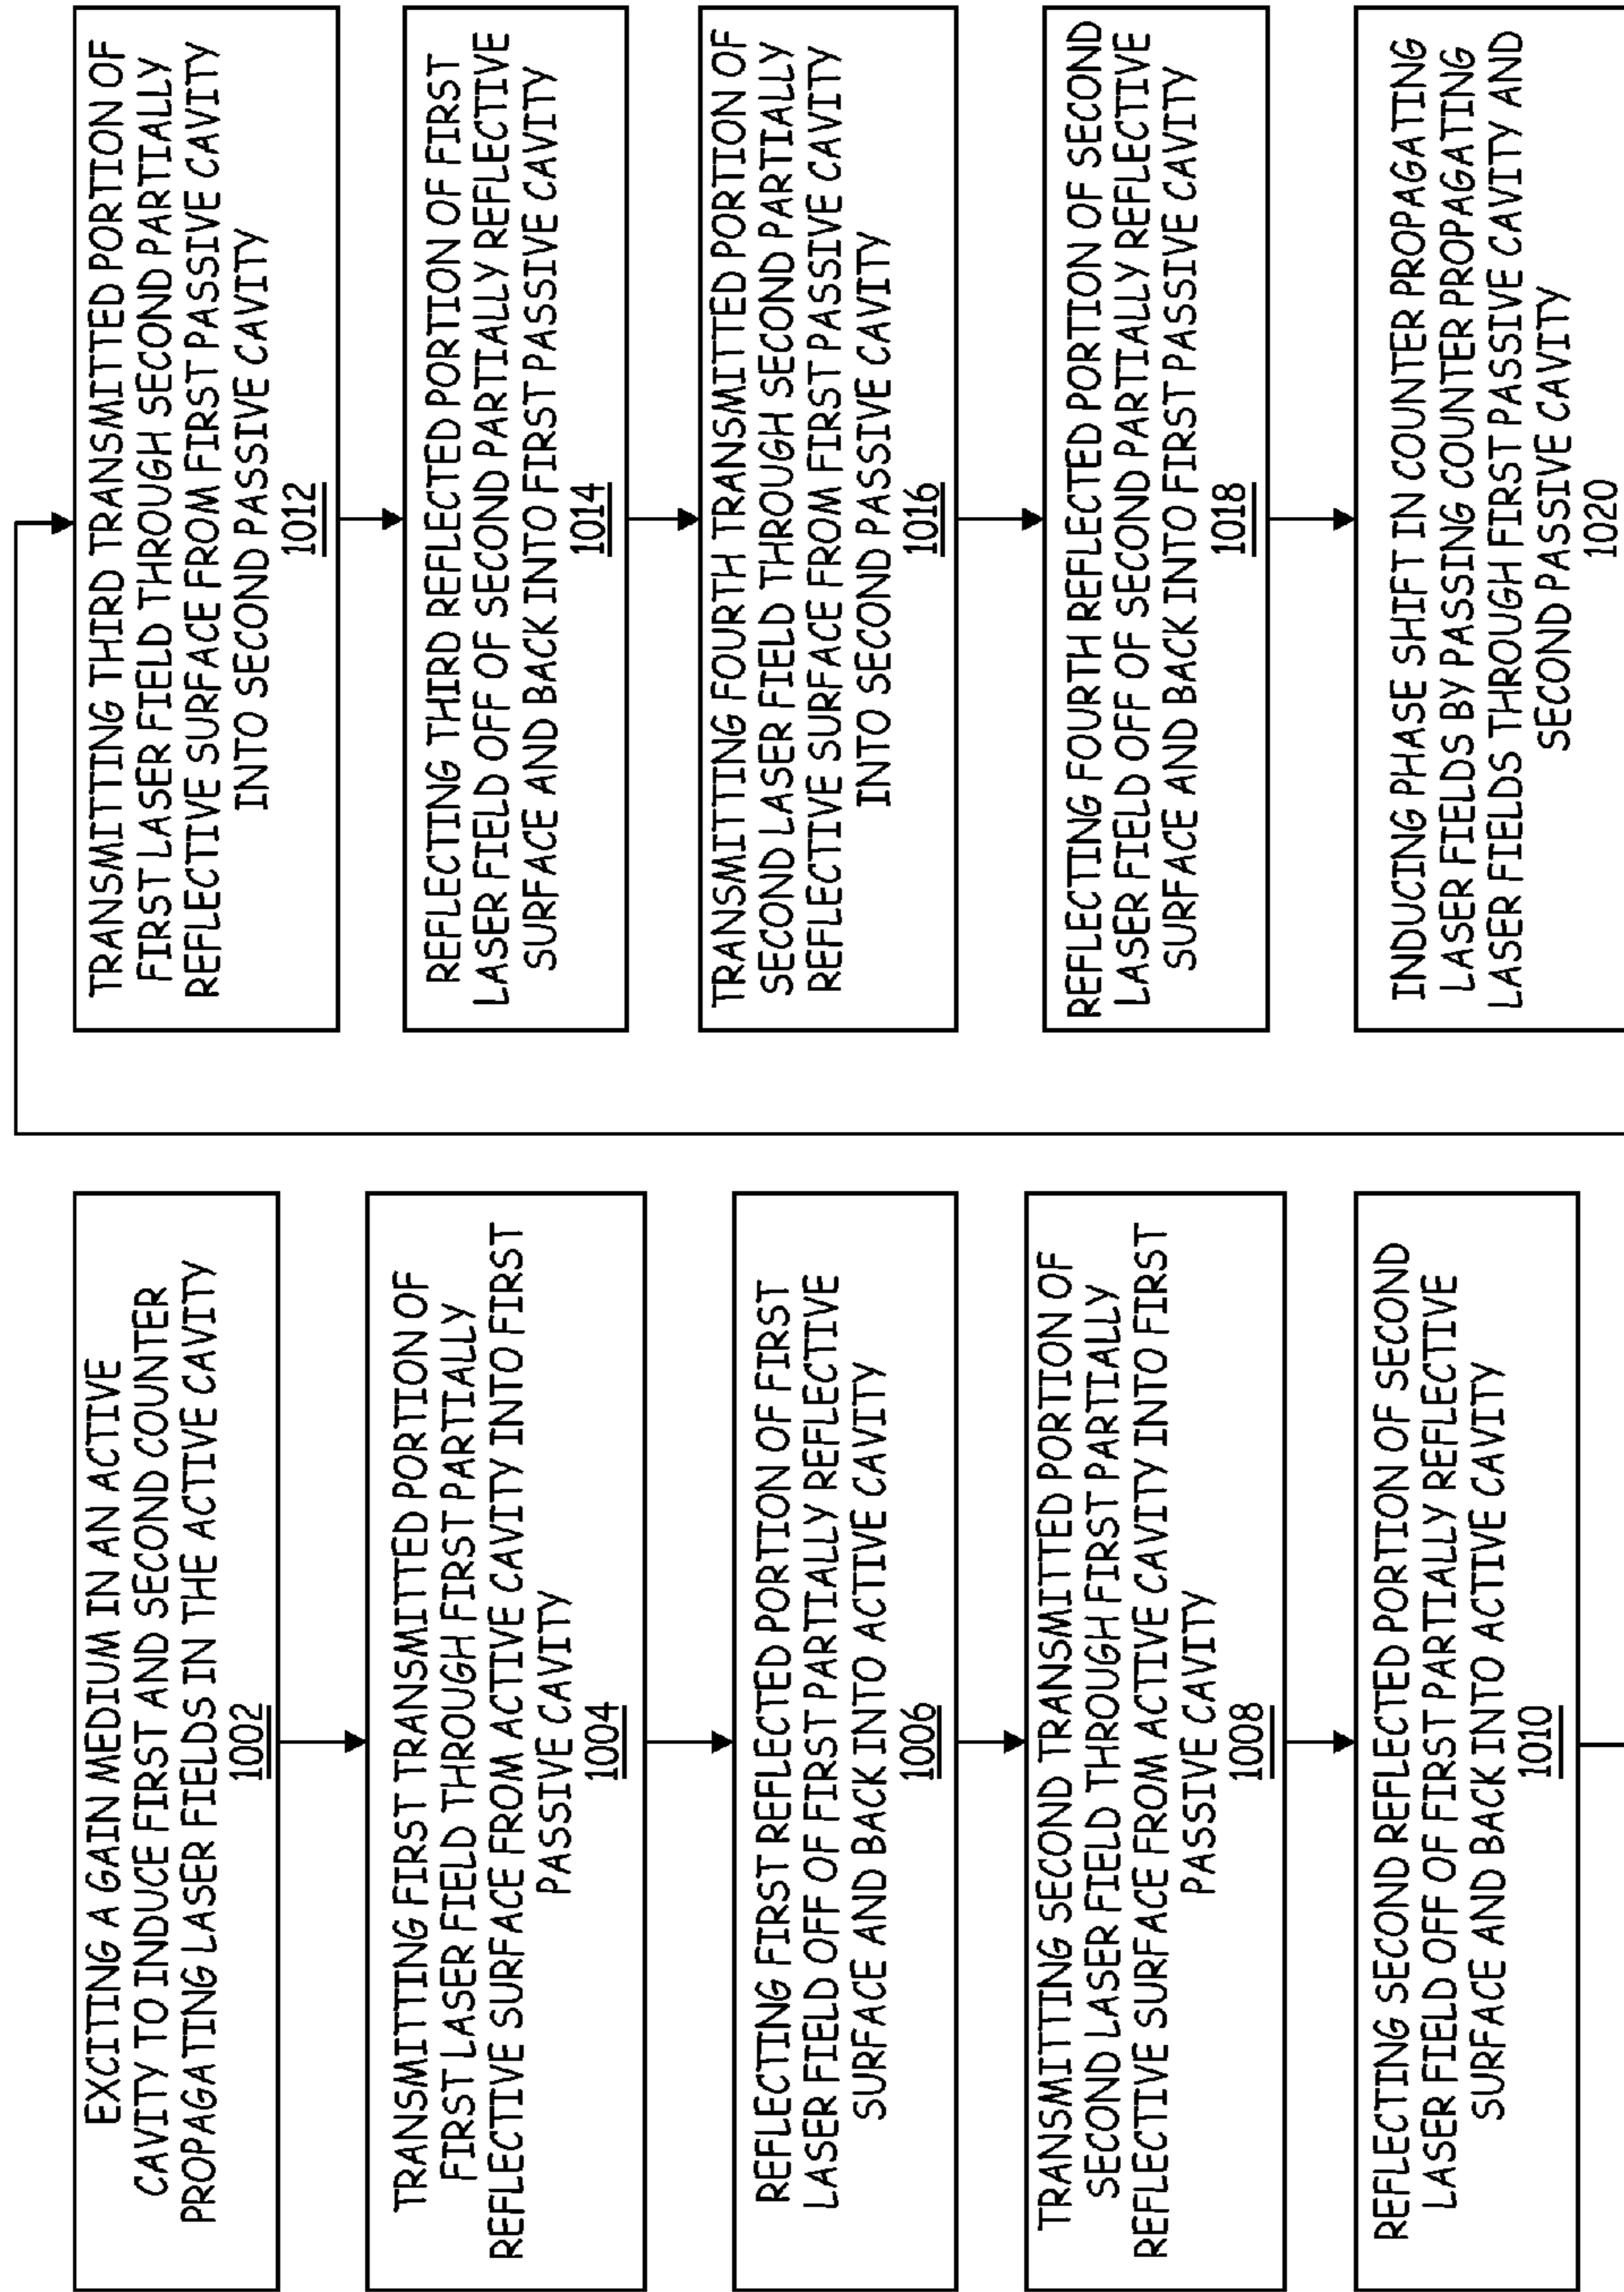 EXCITING A GAIN MEDIUM IN AN ACTIVE
CAVITY TO INDUCE FIRST AND SECOND COUNTER
PROPAGATING LASER FIELDS IN THE ACTIVE CAVITY
1002
TRANSMITTING FIRST TRANSMITTED PORTION OF
FIRST LASER FIELD THROUGH FIRST PARTIALLY
REFLECTIVE SURFACE FROM ACTIVE CAVITY INTO FIRST
PASSIVE CAVITY
1004
REFLECTING FIRST REFLECTED PORTION OF FIRST
LASER FIELD OFF OF FIRST PARTIALLY REFLECTIVE
SURFACE AND BACK INTO ACTIVE CAVITY
1006
TRANSMITTING SECOND TRANSMITTED PORTION OF
SECOND LASER FIELD THROUGH FIRST PARTIALLY
REFLECTIVE SURFACE FROM ACTIVE CAVITY INTO FIRST
PASSIVE CAVITY
1008
REFLECTING SECOND REFLECTED PORTION OF SECOND
LASER FIELD OFF OF FIRST PARTIALLY REFLECTIVE
SURFACE AND BACK INTO ACTIVE CAVITY
1010
TRANSMITTING THIRD TRANSMITTED PORTION OF
FIRST LASER FIELD THROUGH SECOND PARTIALLY
REFLECTIVE SURFACE FROM FIRST PASSIVE CAVITY
INTO SECOND PASSIVE CAVITY
1012
REFLECTING THIRD REFLECTED PORTION OF FIRST
LASER FIELD OFF OF SECOND PARTIALLY REFLECTIVE
SURFACE AND BACK INTO FIRST PASSIVE CAVITY
1014
TRANSMITTING FOURTH TRANSMITTED PORTION OF
SECOND LASER FIELD THROUGH SECOND PARTIALLY
REFLECTIVE SURFACE FROM FIRST PASSIVE CAVITY
INTO SECOND PASSIVE CAVITY
1016
REFLECTING FOURTH REFLECTED PORTION OF SECOND
LASER FIELD OFF OF SECOND PARTIALLY REFLECTIVE
SURFACE AND BACK INTO FIRST PASSIVE CAVITY
1018
INDUCING PHASE SHIFT IN COUNTER PROPAGATING
LASER FIELDS BY PASSING COUNTER PROPAGATING
LASER FIELDS THROUGH FIRST PASSIVE CAVITY AND
SECOND PASSIVE CAVITY
1020